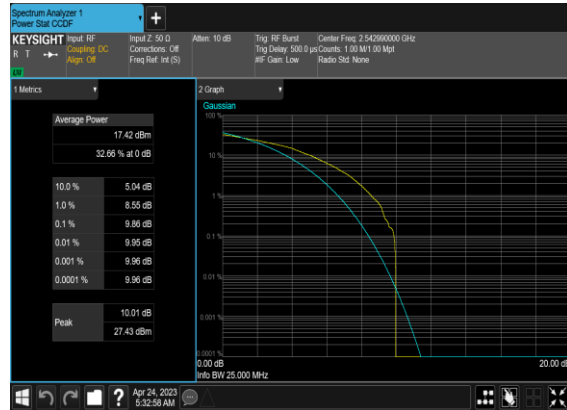 Spectrum Analyzer 1
Power Stat CCDF
KEYSIGHT
R T
Input: RF
Coupling: DC
Align: Off
Input Z: 50 Ω
Corrections: Off
Freq Ref: Int (S)
Atten: 10 dB
Trig: RF Burst
Trig Delay: 500.0 µs
#IF Gain: Low
Center Freq: 2.542990000 GHz
Counts: 1.00 M/1.00 Mpt
Radio Std: None
1 Metrics
Average Power
17.42 dBm
32.66 % at 0 dB
10.0 % 5.04 dB
1.0 % 8.55 dB
0.1 % 9.86 dB
0.01 % 9.95 dB
0.001 % 9.96 dB
0.0001 % 9.96 dB
Peak
10.01 dB
27.43 dBm
2 Graph
Gaussian
100 %
10 %
1 %
0.1 %
0.01 %
0.001 %
0.0001 %
0.00 dB
20.00 dB
Info BW 25.000 MHz
Apr 24, 2023
5:32:58 AM